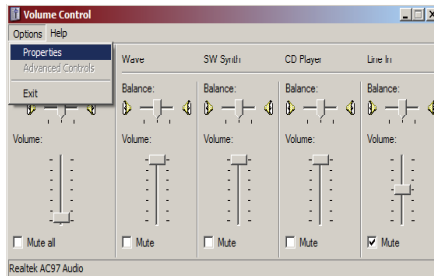 Volume Control
Options Help
Properties
Advanced Controls
Exit
Wave SW Synth CD Player Line In
Balance: Balance: Balance: Balance:
Volume: Volume: Volume: Volume: Volume:
Mute all Mute Mute Mute Mute
Realtek AC97 Audio